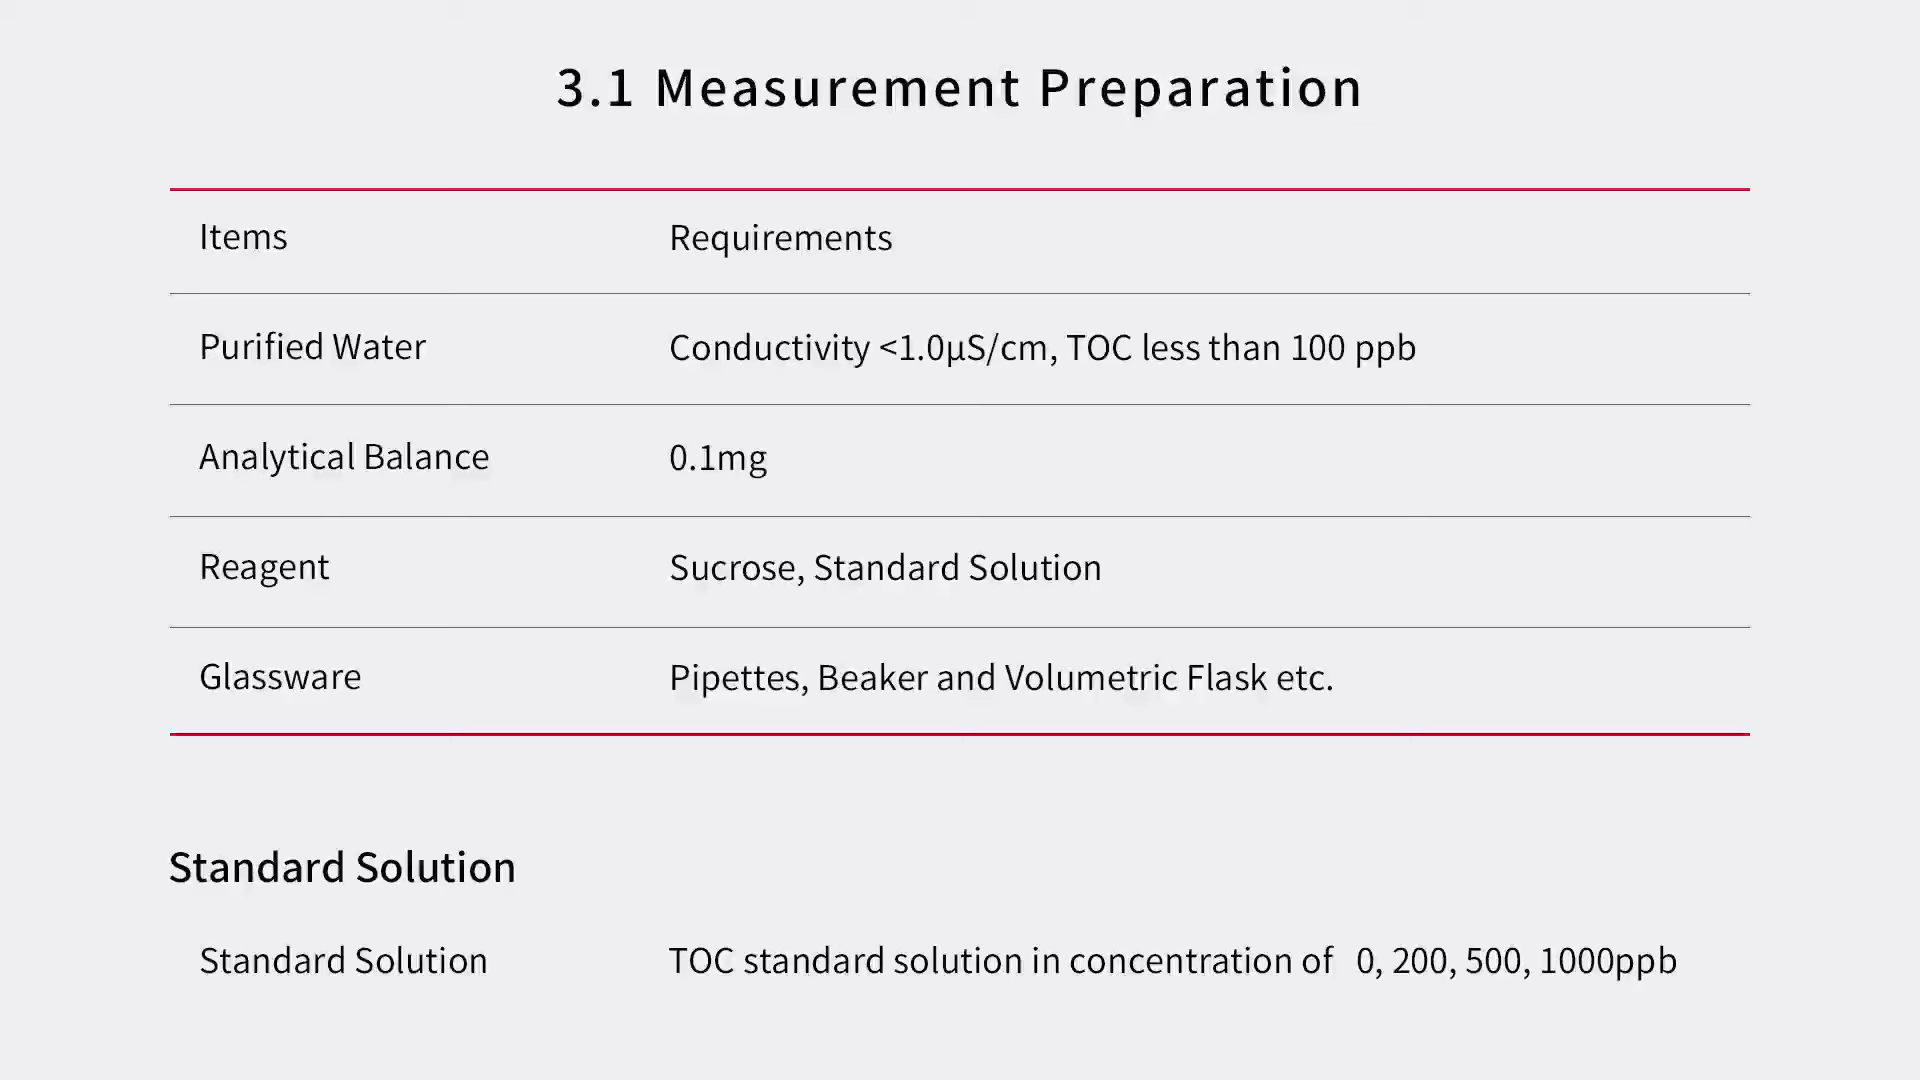 3.1 Measurement Preparation
Items Requirements
Purified Water Conductivity <1.0μS/cm, TOC less than 100 ppb
Analytical Balance 0.1mg
Reagent Sucrose, Standard Solution
Glassware Pipettes, Beaker and Volumetric Flask etc.
Standard Solution
Standard Solution TOC standard solution in concentration of 0, 200, 500, 1000ppb